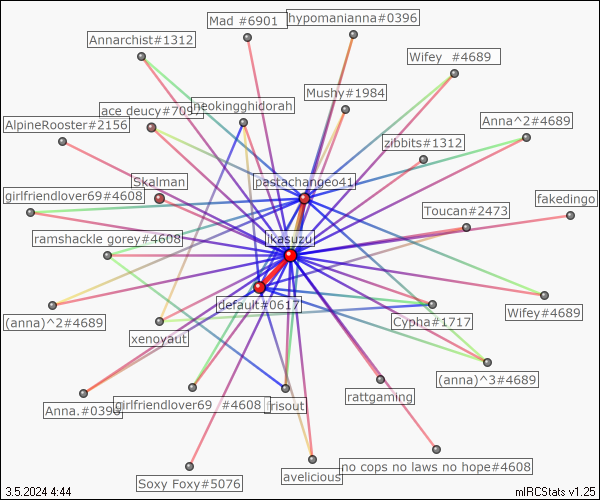 Mad #6901
hypomanianna#0396
Annarchist#1312
Wifey #4689
Mushy#1984
ace deucy#7097
neokingghidorah
AlpineRooster#2156
Anna^2#4689
zibbits#1312
Skalman
pastachangeo41
girlfriendlover69#4608
fakedingo
Toucan#2473
ramshackle gorey#4608
jkasuzu
default#0617
Wifey#4689
(anna)^2#4689
Cypha#1717
xenoyaut
(anna)^3#4689
rattgaming
Anna.#0396
girlfriendlover69 #4608
frisout
no cops no laws no hope#4608
avelicious
Soxy Foxy#5076
3.5.2024 4:44
mIRCStats v1.25